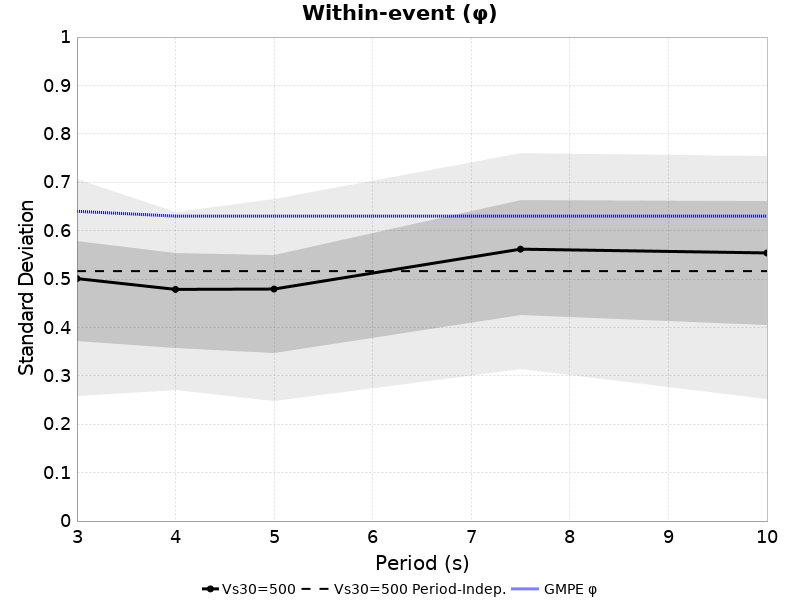 Within-event (φ)
Standard Deviation
1
0.9
0.8
0.7
0.6
0.5
0.4
0.3
0.2
0.1
0
3 4 5 6 7 8 9 10
Period (s)
Vs30=500 Vs30=500 Period-Indep. GMPE φ